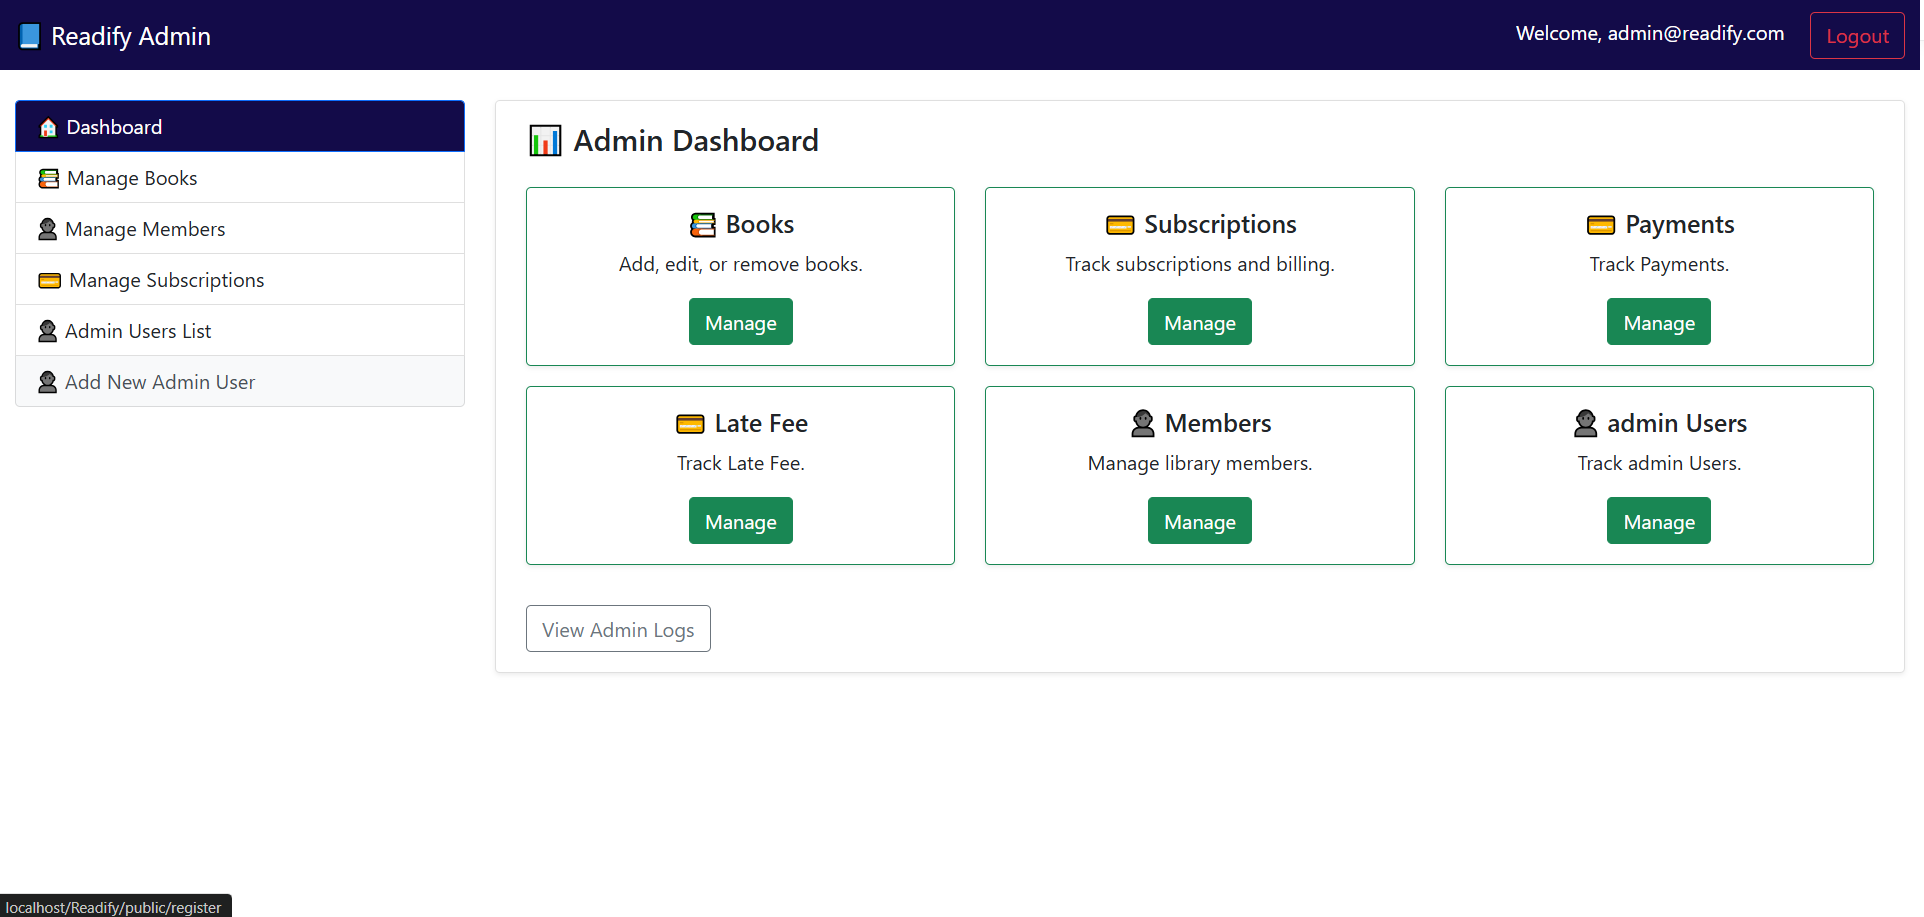 Readify Admin
Welcome, admin@readify.com
Logout
Dashboard
Manage Books
Manage Members
Manage Subscriptions
Admin Users List
Add New Admin User
Admin Dashboard
Books
Add, edit, or remove books.
Manage
Subscriptions
Track subscriptions and billing.
Manage
Payments
Track Payments.
Manage
Late Fee
Track Late Fee.
Manage
Members
Manage library members.
Manage
admin Users
Track admin Users.
Manage
View Admin Logs
localhost/Readify/public/register